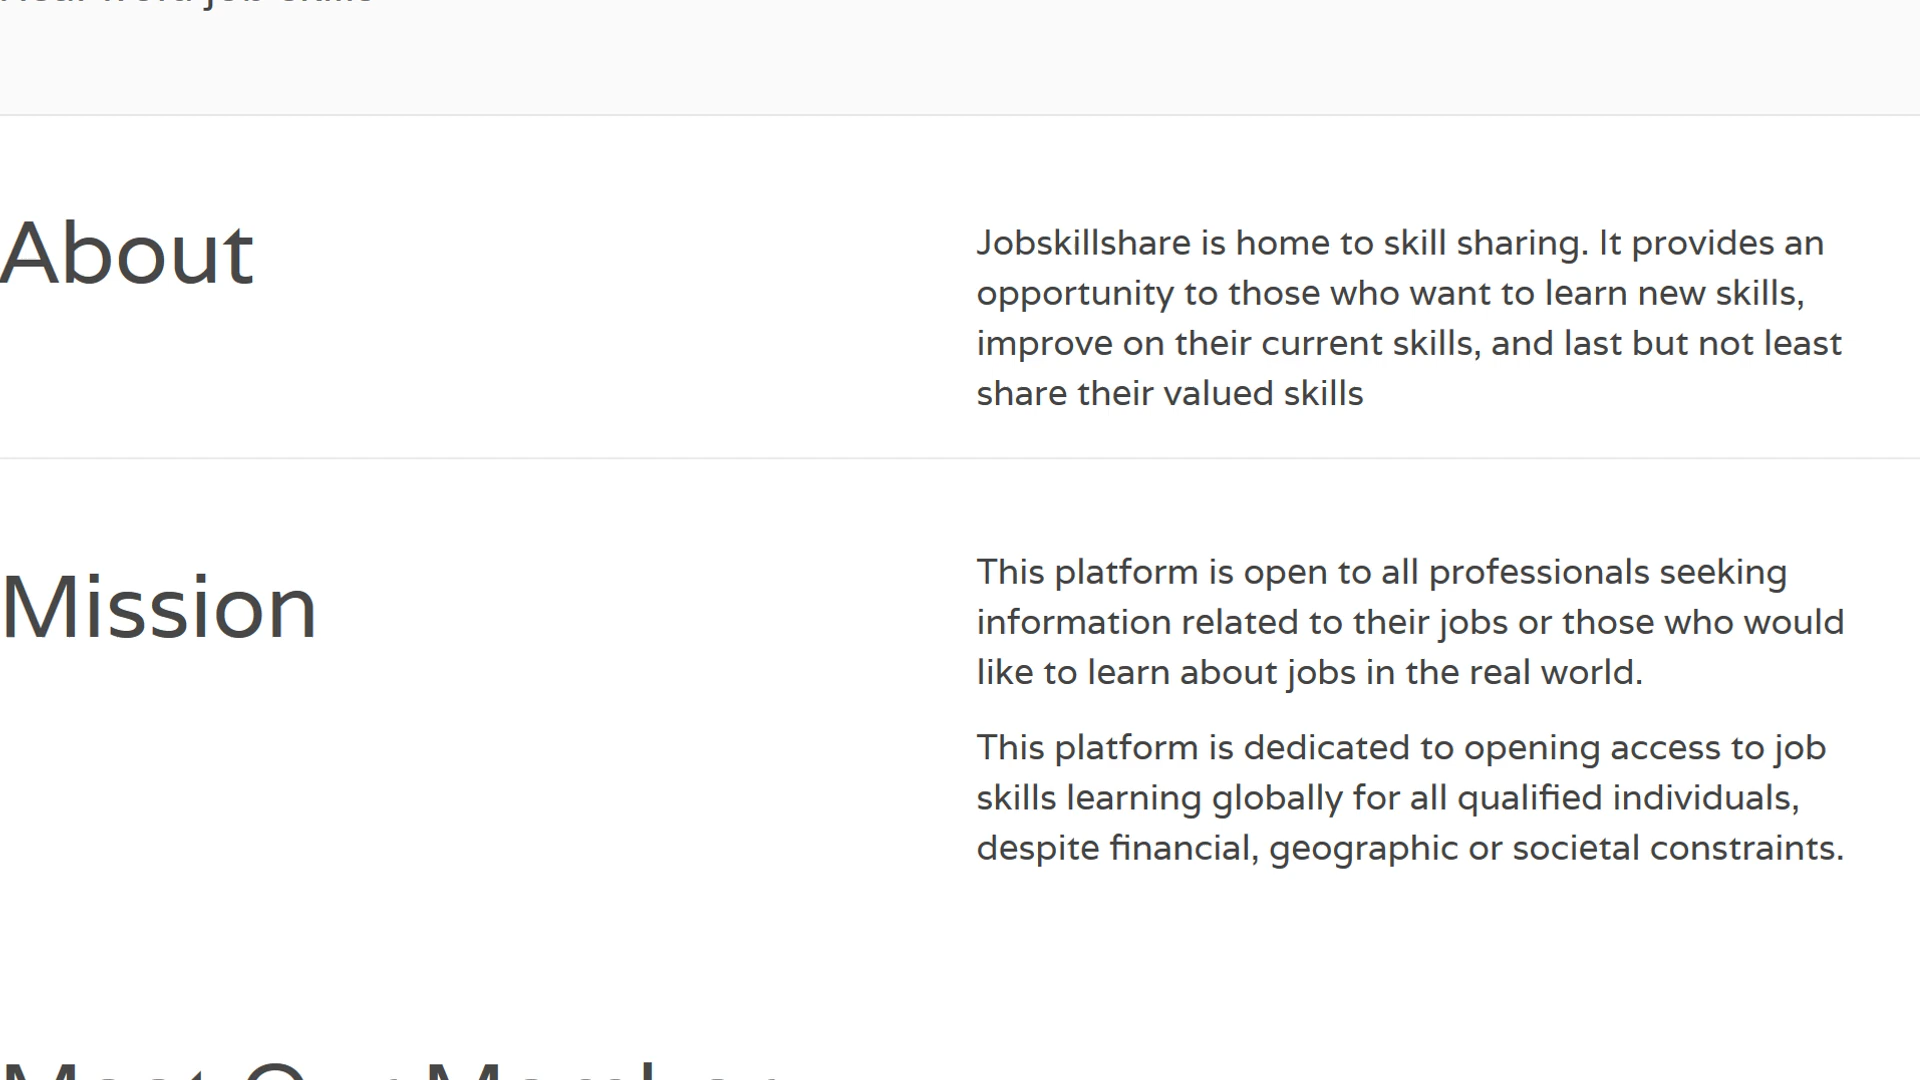 About
Jobskillshare is home to skill sharing. It provides an
opportunity to those who want to learn new skills,
improve on their current skills, and last but not least
share their valued skills
Mission
This platform is open to all professionals seeking
information related to their jobs or those who would
like to learn about jobs in the real world.
This platform is dedicated to opening access to job
skills learning globally for all qualified individuals,
despite financial, geographic or societal constraints.